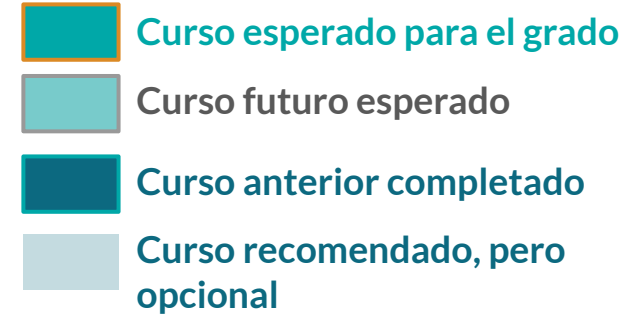 Curso esperado para el grado
Curso futuro esperado
Curso anterior completado
Curso recomendado, pero
opcional